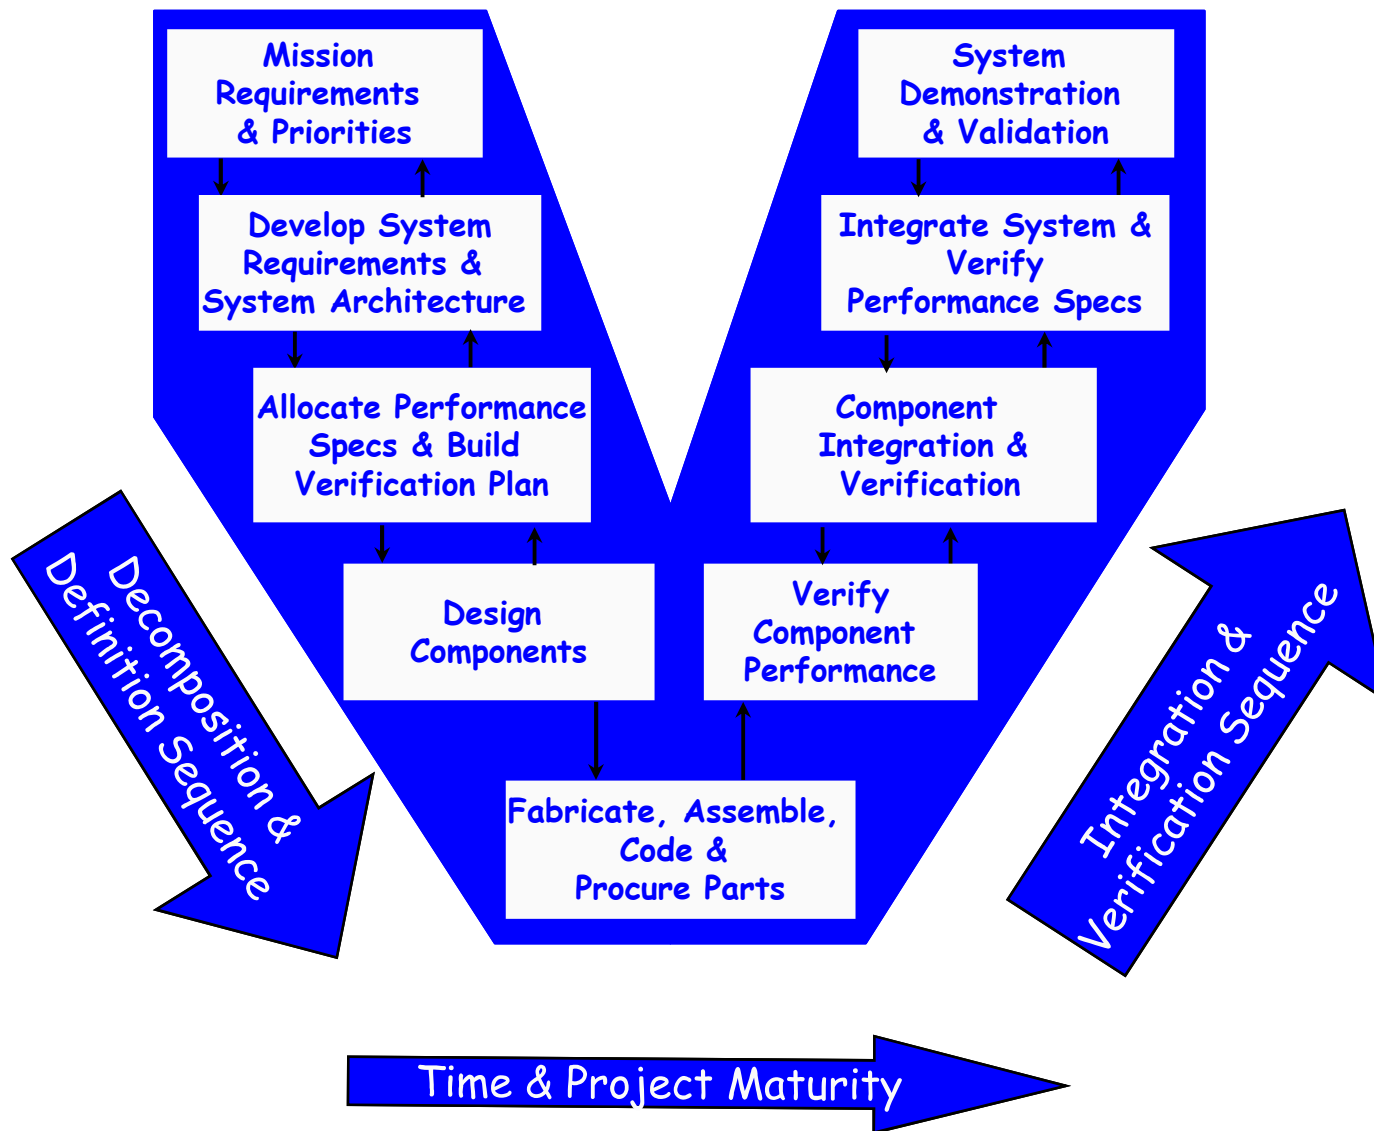 Mission
Requirements
& Priorities
Develop System
Requirements &
System Architecture
Allocate Performance
Specs & Build
Verification Plan
Design
Components
Fabricate, Assemble,
Code &
Procure Parts
Verify
Component
Performance
Component
Integration &
Verification
Integrate System &
Verify
Performance Specs
System
Demonstration
& Validation
Decomposition &
Definition Sequence
Integration &
Verification Sequence
Time & Project Maturity